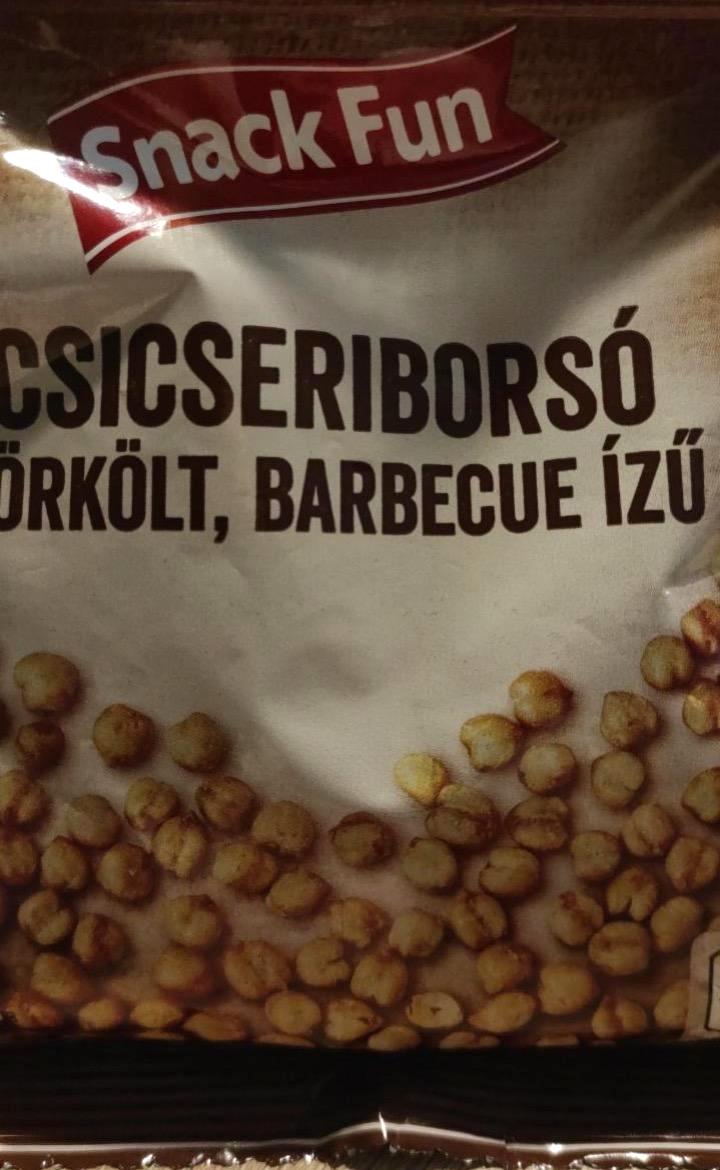 Snack Fun
CSICSERIBORSÓ
ÖRKÖLT, BARBECUE ÍZŰ